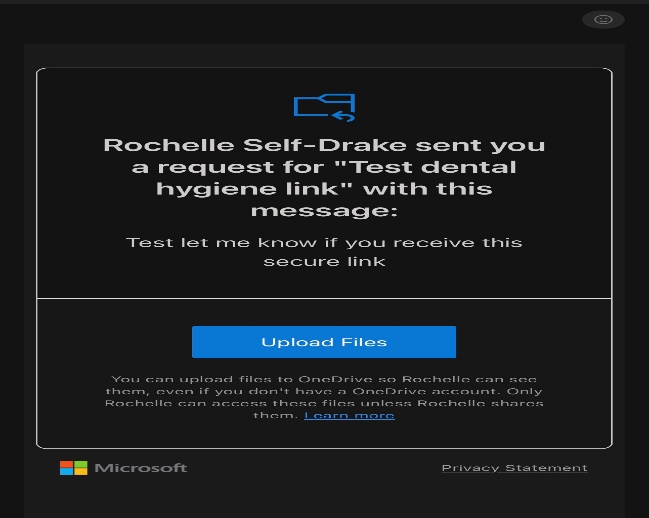 Rochelle Self-Drake sent you
a request for "Test dental
hygiene link" with this
message:
Test let me know if you receive this
secure link
Upload Files
You can upload files to OneDrive so Rochelle can see
them, even if you don't have a OneDrive account. Only
Rochelle can access these files unless Rochelle shares
them. Learn more
Microsoft
Privacy Statement